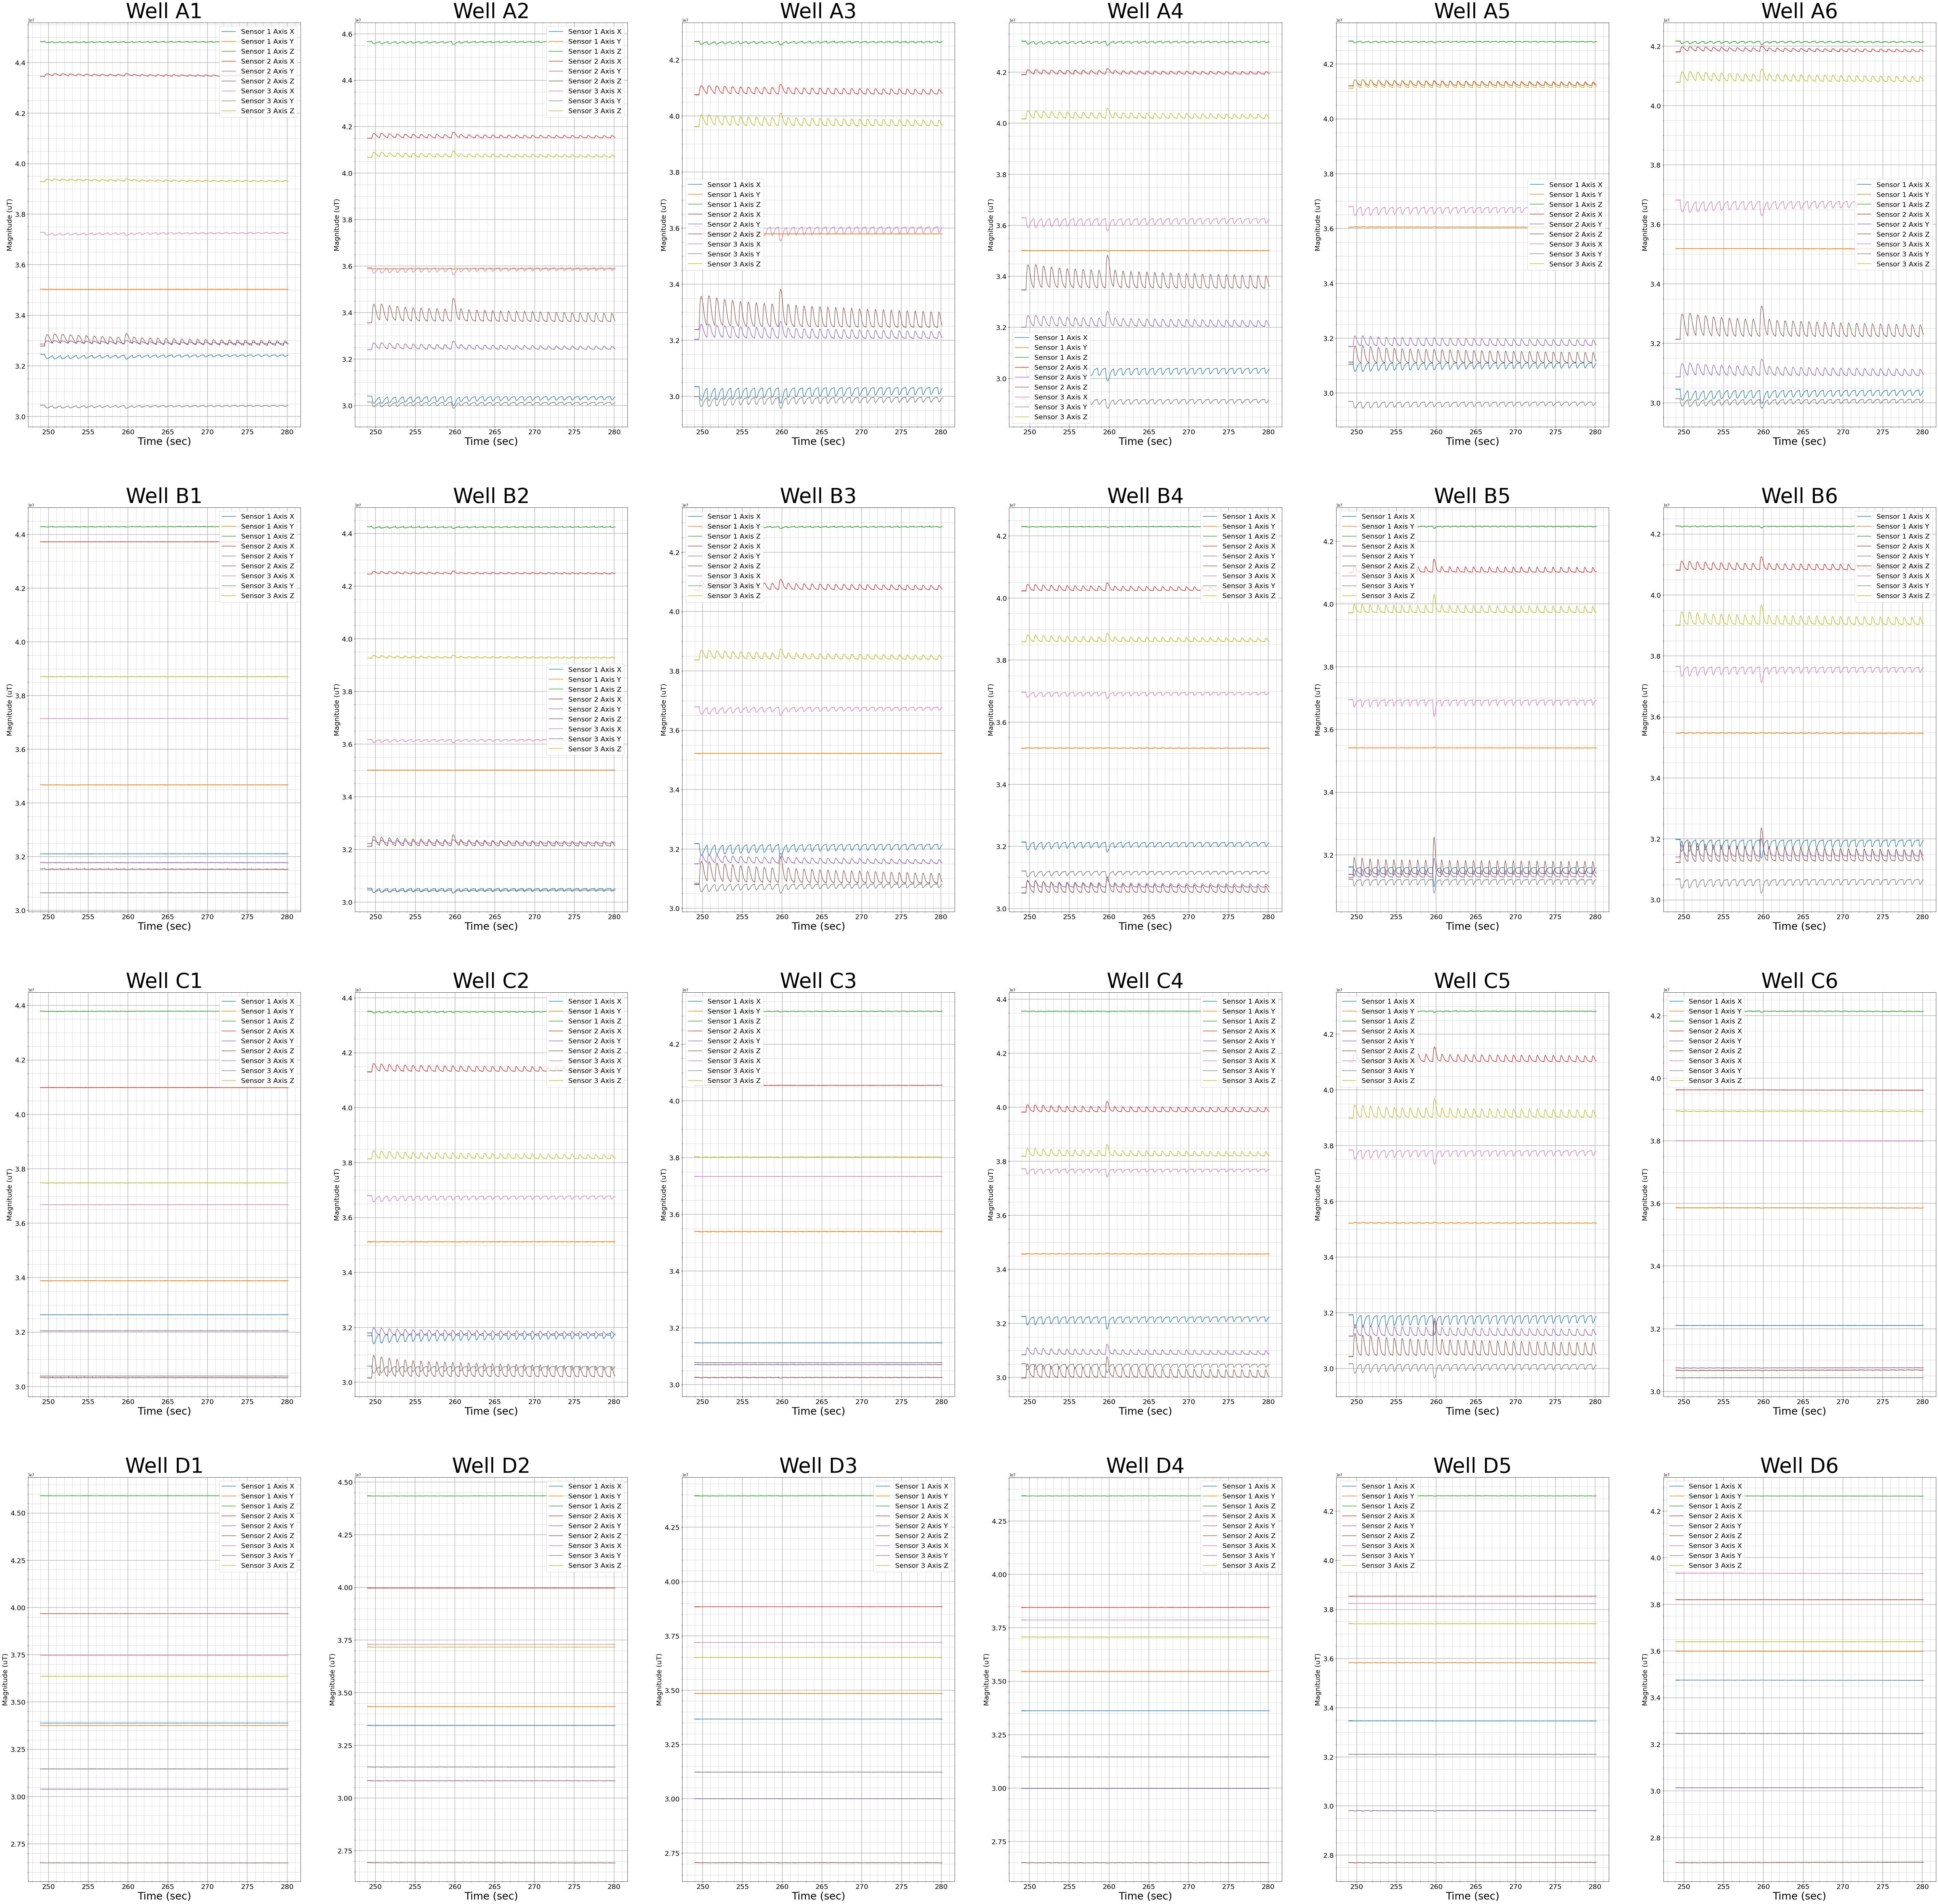 Well A1
1e7
Sensor 1 Axis X
Sensor 1 Axis Y
Sensor 1 Axis Z
Sensor 2 Axis X
Sensor 2 Axis Y
Sensor 2 Axis Z
Sensor 3 Axis X
Sensor 3 Axis Y
Sensor 3 Axis Z
Magnitude (uT)
4.4
4.2
4.0
3.8
3.6
3.4
3.2
3.0
250 255 260 265 270 275 280
Time (sec)
Well A2
1e7
Sensor 1 Axis X
Sensor 1 Axis Y
Sensor 1 Axis Z
Sensor 2 Axis X
Sensor 2 Axis Y
Sensor 2 Axis Z
Sensor 3 Axis X
Sensor 3 Axis Y
Sensor 3 Axis Z
Magnitude (uT)
4.6
4.4
4.2
4.0
3.8
3.6
3.4
3.2
3.0
250 255 260 265 270 275 280
Time (sec)
Well A3
1e7
4.2
4.0
3.8
3.6
3.4
3.2
3.0
Magnitude (uT)
Sensor 1 Axis X
Sensor 1 Axis Y
Sensor 1 Axis Z
Sensor 2 Axis X
Sensor 2 Axis Y
Sensor 2 Axis Z
Sensor 3 Axis X
Sensor 3 Axis Y
Sensor 3 Axis Z
250 255 260 265 270 275 280
Time (sec)
Well A4
1e7
4.2
4.0
3.8
3.6
3.4
3.2
3.0
Magnitude (uT)
Sensor 1 Axis X
Sensor 1 Axis Y
Sensor 1 Axis Z
Sensor 2 Axis X
Sensor 2 Axis Y
Sensor 2 Axis Z
Sensor 3 Axis X
Sensor 3 Axis Y
Sensor 3 Axis Z
250 255 260 265 270 275 280
Time (sec)
Well A5
1e7
4.2
4.0
3.8
3.6
3.4
3.2
3.0
Magnitude (uT)
Sensor 1 Axis X
Sensor 1 Axis Y
Sensor 1 Axis Z
Sensor 2 Axis X
Sensor 2 Axis Y
Sensor 2 Axis Z
Sensor 3 Axis X
Sensor 3 Axis Y
Sensor 3 Axis Z
250 255 260 265 270 275 280
Time (sec)
Well A6
1e7
4.2
4.0
3.8
3.6
3.4
3.2
3.0
Magnitude (uT)
Sensor 1 Axis X
Sensor 1 Axis Y
Sensor 1 Axis Z
Sensor 2 Axis X
Sensor 2 Axis Y
Sensor 2 Axis Z
Sensor 3 Axis X
Sensor 3 Axis Y
Sensor 3 Axis Z
250 255 260 265 270 275 280
Time (sec)
Well B1
1e7
Sensor 1 Axis X
Sensor 1 Axis Y
Sensor 1 Axis Z
Sensor 2 Axis X
Sensor 2 Axis Y
Sensor 2 Axis Z
Sensor 3 Axis X
Sensor 3 Axis Y
Sensor 3 Axis Z
Magnitude (uT)
4.4
4.2
4.0
3.8
3.6
3.4
3.2
3.0
250 255 260 265 270 275 280
Time (sec)
Well B2
1e7
4.4
4.2
4.0
3.8
3.6
3.4
3.2
3.0
Magnitude (uT)
Sensor 1 Axis X
Sensor 1 Axis Y
Sensor 1 Axis Z
Sensor 2 Axis X
Sensor 2 Axis Y
Sensor 2 Axis Z
Sensor 3 Axis X
Sensor 3 Axis Y
Sensor 3 Axis Z
250 255 260 265 270 275 280
Time (sec)
Well B3
1e7
Sensor 1 Axis X
Sensor 1 Axis Y
Sensor 1 Axis Z
Sensor 2 Axis X
Sensor 2 Axis Y
Sensor 2 Axis Z
Sensor 3 Axis X
Sensor 3 Axis Y
Sensor 3 Axis Z
Magnitude (uT)
4.2
4.0
3.8
3.6
3.4
3.2
3.0
250 255 260 265 270 275 280
Time (sec)
Well B4
1e7
Sensor 1 Axis X
Sensor 1 Axis Y
Sensor 1 Axis Z
Sensor 2 Axis X
Sensor 2 Axis Y
Sensor 2 Axis Z
Sensor 3 Axis X
Sensor 3 Axis Y
Sensor 3 Axis Z
Magnitude (uT)
4.2
4.0
3.8
3.6
3.4
3.2
3.0
250 255 260 265 270 275 280
Time (sec)
Well B5
1e7
Sensor 1 Axis X
Sensor 1 Axis Y
Sensor 1 Axis Z
Sensor 2 Axis X
Sensor 2 Axis Y
Sensor 2 Axis Z
Sensor 3 Axis X
Sensor 3 Axis Y
Sensor 3 Axis Z
Magnitude (uT)
4.2
4.0
3.8
3.6
3.4
3.2
250 255 260 265 270 275 280
Time (sec)
Well B6
1e7
Sensor 1 Axis X
Sensor 1 Axis Y
Sensor 1 Axis Z
Sensor 2 Axis X
Sensor 2 Axis Y
Sensor 2 Axis Z
Sensor 3 Axis X
Sensor 3 Axis Y
Sensor 3 Axis Z
Magnitude (uT)
4.2
4.0
3.8
3.6
3.4
3.2
3.0
250 255 260 265 270 275 280
Time (sec)
Well C1
1e7
Sensor 1 Axis X
Sensor 1 Axis Y
Sensor 1 Axis Z
Sensor 2 Axis X
Sensor 2 Axis Y
Sensor 2 Axis Z
Sensor 3 Axis X
Sensor 3 Axis Y
Sensor 3 Axis Z
Magnitude (uT)
4.4
4.2
4.0
3.8
3.6
3.4
3.2
3.0
250 255 260 265 270 275 280
Time (sec)
Well C2
1e7
Sensor 1 Axis X
Sensor 1 Axis Y
Sensor 1 Axis Z
Sensor 2 Axis X
Sensor 2 Axis Y
Sensor 2 Axis Z
Sensor 3 Axis X
Sensor 3 Axis Y
Sensor 3 Axis Z
Magnitude (uT)
4.4
4.2
4.0
3.8
3.6
3.4
3.2
3.0
250 255 260 265 270 275 280
Time (sec)
Well C3
1e7
Sensor 1 Axis X
Sensor 1 Axis Y
Sensor 1 Axis Z
Sensor 2 Axis X
Sensor 2 Axis Y
Sensor 2 Axis Z
Sensor 3 Axis X
Sensor 3 Axis Y
Sensor 3 Axis Z
Magnitude (uT)
4.2
4.0
3.8
3.6
3.4
3.2
3.0
250 255 260 265 270 275 280
Time (sec)
Well C4
1e7
Sensor 1 Axis X
Sensor 1 Axis Y
Sensor 1 Axis Z
Sensor 2 Axis X
Sensor 2 Axis Y
Sensor 2 Axis Z
Sensor 3 Axis X
Sensor 3 Axis Y
Sensor 3 Axis Z
Magnitude (uT)
4.4
4.2
4.0
3.8
3.6
3.4
3.2
3.0
250 255 260 265 270 275 280
Time (sec)
Well C5
1e7
Sensor 1 Axis X
Sensor 1 Axis Y
Sensor 1 Axis Z
Sensor 2 Axis X
Sensor 2 Axis Y
Sensor 2 Axis Z
Sensor 3 Axis X
Sensor 3 Axis Y
Sensor 3 Axis Z
Magnitude (uT)
4.2
4.0
3.8
3.6
3.4
3.2
3.0
250 255 260 265 270 275 280
Time (sec)
Well C6
1e7
Sensor 1 Axis X
Sensor 1 Axis Y
Sensor 1 Axis Z
Sensor 2 Axis X
Sensor 2 Axis Y
Sensor 2 Axis Z
Sensor 3 Axis X
Sensor 3 Axis Y
Sensor 3 Axis Z
Magnitude (uT)
4.2
4.0
3.8
3.6
3.4
3.2
3.0
250 255 260 265 270 275 280
Time (sec)
Well D1
1e7
Sensor 1 Axis X
Sensor 1 Axis Y
Sensor 1 Axis Z
Sensor 2 Axis X
Sensor 2 Axis Y
Sensor 2 Axis Z
Sensor 3 Axis X
Sensor 3 Axis Y
Sensor 3 Axis Z
Magnitude (uT)
4.50
4.25
4.00
3.75
3.50
3.25
3.00
2.75
250 255 260 265 270 275 280
Time (sec)
Well D2
1e7
Sensor 1 Axis X
Sensor 1 Axis Y
Sensor 1 Axis Z
Sensor 2 Axis X
Sensor 2 Axis Y
Sensor 2 Axis Z
Sensor 3 Axis X
Sensor 3 Axis Y
Sensor 3 Axis Z
Magnitude (uT)
4.50
4.25
4.00
3.75
3.50
3.25
3.00
2.75
250 255 260 265 270 275 280
Time (sec)
Well D3
1e7
Sensor 1 Axis X
Sensor 1 Axis Y
Sensor 1 Axis Z
Sensor 2 Axis X
Sensor 2 Axis Y
Sensor 2 Axis Z
Sensor 3 Axis X
Sensor 3 Axis Y
Sensor 3 Axis Z
Magnitude (uT)
4.25
4.00
3.75
3.50
3.25
3.00
2.75
250 255 260 265 270 275 280
Time (sec)
Well D4
1e7
Sensor 1 Axis X
Sensor 1 Axis Y
Sensor 1 Axis Z
Sensor 2 Axis X
Sensor 2 Axis Y
Sensor 2 Axis Z
Sensor 3 Axis X
Sensor 3 Axis Y
Sensor 3 Axis Z
Magnitude (uT)
4.25
4.00
3.75
3.50
3.25
3.00
2.75
250 255 260 265 270 275 280
Time (sec)
Well D5
1e7
Sensor 1 Axis X
Sensor 1 Axis Y
Sensor 1 Axis Z
Sensor 2 Axis X
Sensor 2 Axis Y
Sensor 2 Axis Z
Sensor 3 Axis X
Sensor 3 Axis Y
Sensor 3 Axis Z
Magnitude (uT)
4.2
4.0
3.8
3.6
3.4
3.2
3.0
2.8
250 255 260 265 270 275 280
Time (sec)
Well D6
1e7
Sensor 1 Axis X
Sensor 1 Axis Y
Sensor 1 Axis Z
Sensor 2 Axis X
Sensor 2 Axis Y
Sensor 2 Axis Z
Sensor 3 Axis X
Sensor 3 Axis Y
Sensor 3 Axis Z
Magnitude (uT)
4.2
4.0
3.8
3.6
3.4
3.2
3.0
2.8
250 255 260 265 270 275 280
Time (sec)